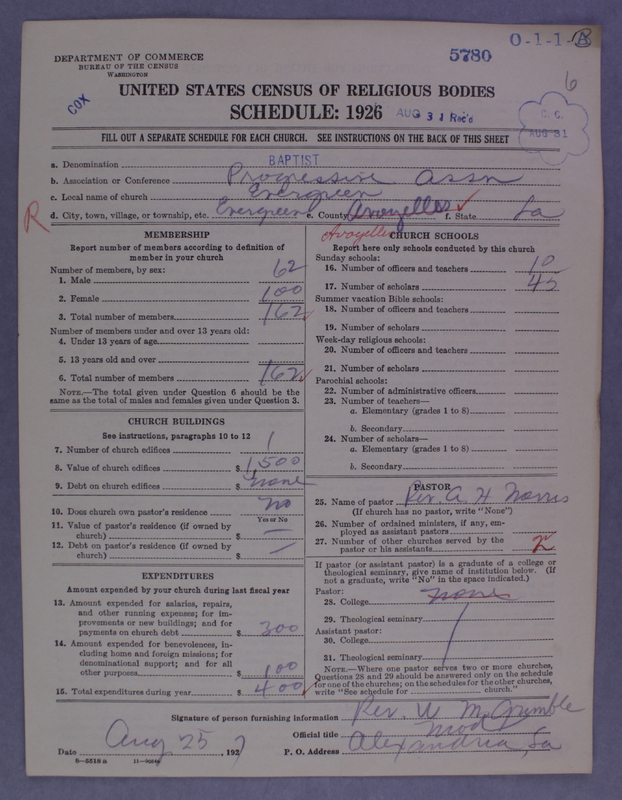 5780
O-1-1-B
6
DEPARTMENT OF COMMERCE
BUREAU OF THE CENSUS
WASHINGTON
COX
UNITED STATES CENSUS OF RELIGIOUS BODIES
SCHEDULE: 1926
AUG 31 Rec'd
C. C.
AUG 31
FILL OUT A SEPARATE SCHEDULE FOR EACH CHURCH. SEE INSTRUCTIONS ON THE BACK OF THIS SHEET
a. Denomination BAPTIST
b. Association or Conference Progressive Assn
c. Local name of church Evergreen
R d. City, town, village, or township, etc. Evergreen e. County Avoyelles f. State La
Avoyelles
MEMBERSHIP
Report number of members according to definition of
member in your church
Number of members, by sex:
1. Male 62
2. Female 100
3. Total number of members 162
Number of members under and over 13 years old:
4. Under 13 years of age
5. 13 years old and over
6. Total number of members 162
NOTE.—The total given under Question 6 should be
same as the total of males and females given under Question 3.
CHURCH BUILDINGS
See instructions, paragraphs 10 to 12
7. Number of church edifices 1
8. Value of church edifices $ 1,500
9. Debt on church edifices $ None
10. Does church own pastor's residence No
Yes or No
11. Value of pastor's residence (if owned by
church) $ —
12. Debt on pastor's residence (if owned by
church) $ —
EXPENDITURES
Amount expended by your church during last fiscal year
13. Amount expended for salaries, repairs,
and other running expenses; for im-
provements or new buildings; and for
payments on church debt $ 300
14. Amount expended for benevolences, in-
cluding home and foreign missions; for
denominational support; and for all
other purposes $ 100
15. Total expenditures during year $ 400
CHURCH SCHOOLS
Report here only schools conducted by this church
Sunday schools:
16. Number of officers and teachers 10
17. Number of scholars 45
Summer vacation Bible schools:
18. Number of officers and teachers
19. Number of scholars
Week-day religious schools:
20. Number of officers and teachers
21. Number of scholars
Parochial schools:
22. Number of administrative officers
23. Number of teachers—
a. Elementary (grades 1 to 8)
b. Secondary
24. Number of scholars—
a. Elementary (grades 1 to 8)
b. Secondary
PASTOR
25. Name of pastor Rev. A. H. Norris
(If church has no pastor, write "None")
26. Number of ordained ministers, if any, em-
ployed as assistant pastors
27. Number of other churches served by the
pastor or his assistants 2
If pastor (or assistant pastor) is a graduate of a college or
theological seminary, give name of institution below. (If
not a graduate, write "No" in the space indicated.)
Pastor:
28. College None
29. Theological seminary
Assistant pastor:
30. College
31. Theological seminary
NOTE.—Where one pastor serves two or more churches,
Questions 28 and 29 should be answered only on the schedule
for one of the churches; on the schedules for the other churches,
write "See schedule for church."
Signature of person furnishing information Rev. W. M. Grumble
Official title Mod
Date Aug 25 1927 P. O. Address Alexandria, La
8—5518 a